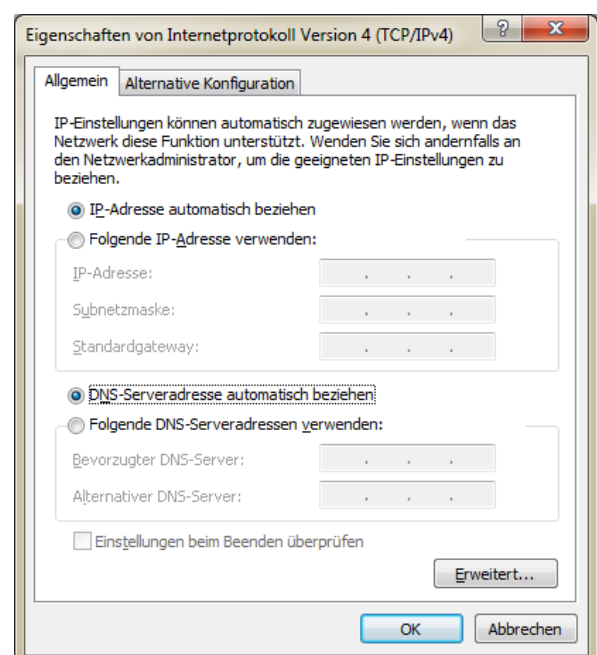 Eigenschaften von Internetprotokoll Version 4 (TCP/IPv4)
Allgemein
Alternative Konfiguration
IP-Einstellungen können automatisch zugewiesen werden, wenn das
Netzwerk diese Funktion unterstützt. Wenden Sie sich andernfalls an
den Netzwerkadministrator, um die geeigneten IP-Einstellungen zu
beziehen.
IP-Adresse automatisch beziehen
Folgende IP-Adresse verwenden:
IP-Adresse:
Subnetzmaske:
Standardgateway:
DNS-Serveradresse automatisch beziehen
Folgende DNS-Serveradressen verwenden:
Bevorzugter DNS-Server:
Alternativer DNS-Server:
Einstellungen beim Beenden überprüfen
Erweitert...
OK
Abbrechen